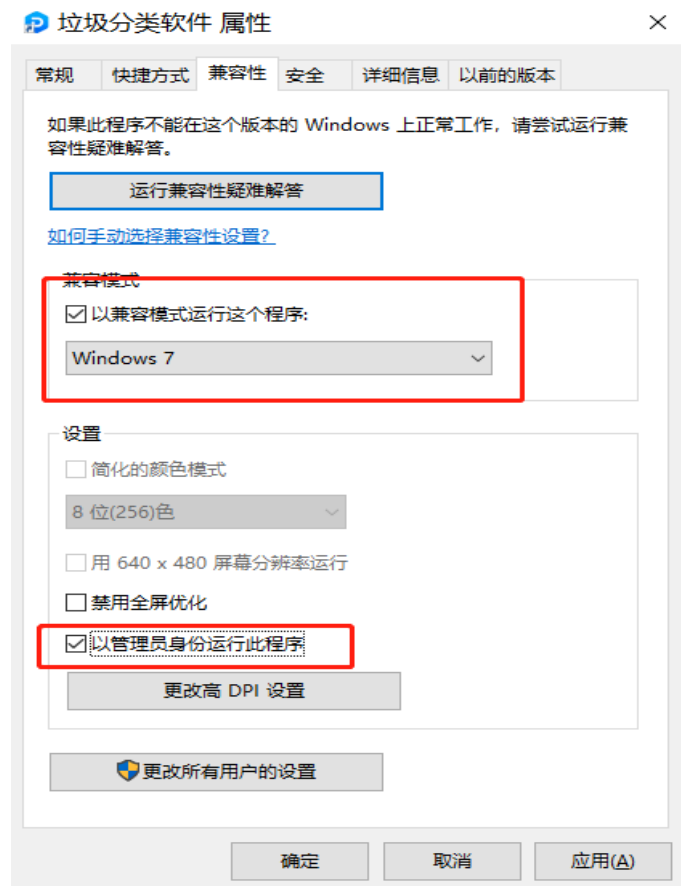 垃圾分类软件 属性
常规 快捷方式 兼容性 安全 详细信息 以前的版本
如果此程序不能在这个版本的 Windows 上正常工作，请尝试运行兼
容性疑难解答。
运行兼容性疑难解答
如何手动选择兼容性设置?
兼容模式
以兼容模式运行这个程序:
Windows 7
设置
简化的颜色模式
8 位(256)色
用 640 x 480 屏幕分辨率运行
禁用全屏优化
以管理员身份运行此程序
更改高 DPI 设置
更改所有用户的设置
确定 取消 应用(A)